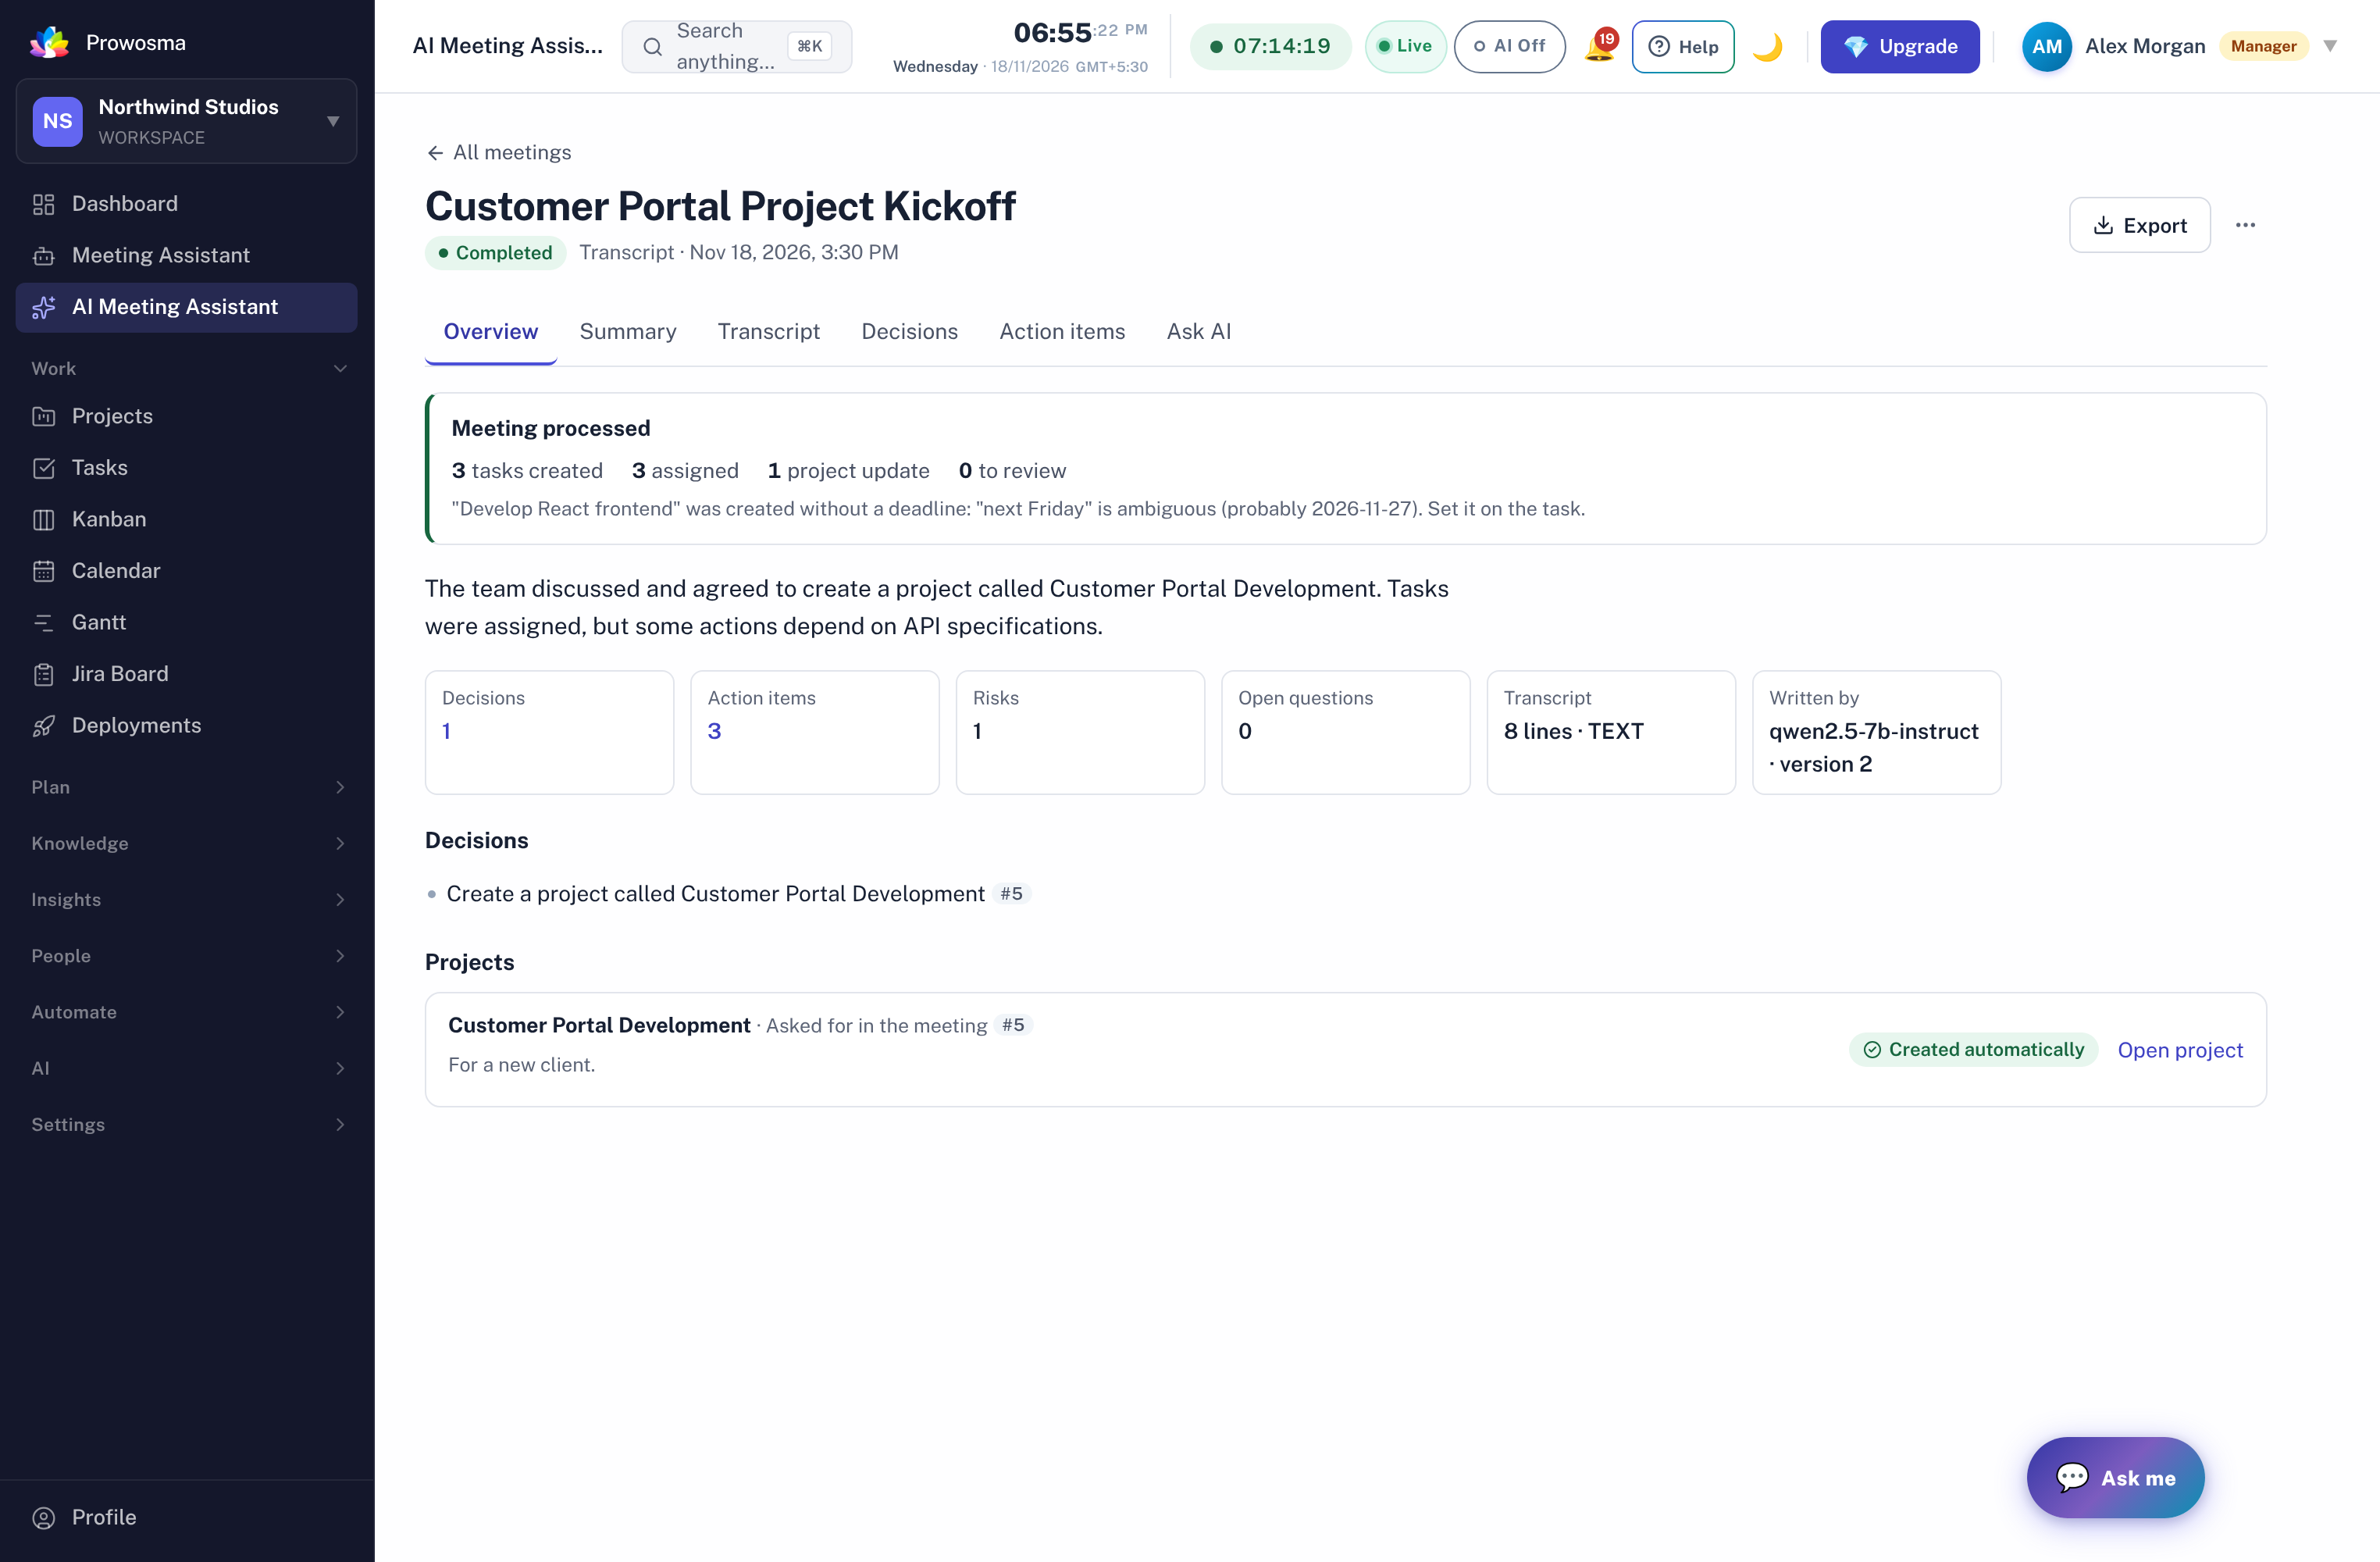 Prowosma
NS
Northwind Studios
WORKSPACE
Dashboard
Meeting Assistant
AI Meeting Assistant
Work
Projects
Tasks
Kanban
Calendar
Gantt
Jira Board
Deployments
Plan
Knowledge
Insights
People
Automate
AI
Settings
Profile
AI Meeting Assis...
Search anything... ⌘K
06:55:22 PM
Wednesday · 18/11/2026 GMT+5:30
07:14:19
Live
AI Off
19
Help
Upgrade
AM
Alex Morgan
Manager
← All meetings
Customer Portal Project Kickoff
Completed
Transcript · Nov 18, 2026, 3:30 PM
Export
Overview
Summary
Transcript
Decisions
Action items
Ask AI
Meeting processed
3 tasks created 3 assigned 1 project update 0 to review
"Develop React frontend" was created without a deadline: "next Friday" is ambiguous (probably 2026-11-27). Set it on the task.
The team discussed and agreed to create a project called Customer Portal Development. Tasks
were assigned, but some actions depend on API specifications.
Decisions
1
Action items
3
Risks
1
Open questions
0
Transcript
8 lines · TEXT
Written by
qwen2.5-7b-instruct
· version 2
Decisions
Create a project called Customer Portal Development #5
Projects
Customer Portal Development · Asked for in the meeting #5
For a new client.
Created automatically
Open project
Ask me